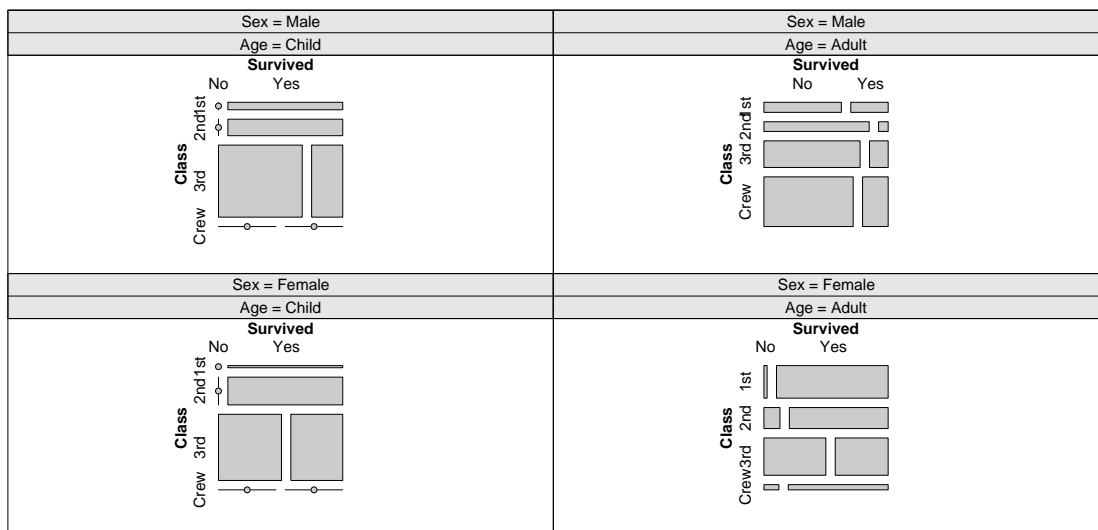 Sex = Male
Age = Child
Survived
No Yes
Class
1st
2nd
3rd
Crew
Sex = Male
Age = Adult
Survived
No Yes
Class
1st
2nd
3rd
Crew
Sex = Female
Age = Child
Survived
No Yes
Class
1st
2nd
3rd
Crew
Sex = Female
Age = Adult
Survived
No Yes
Class
1st
2nd
3rd
Crew